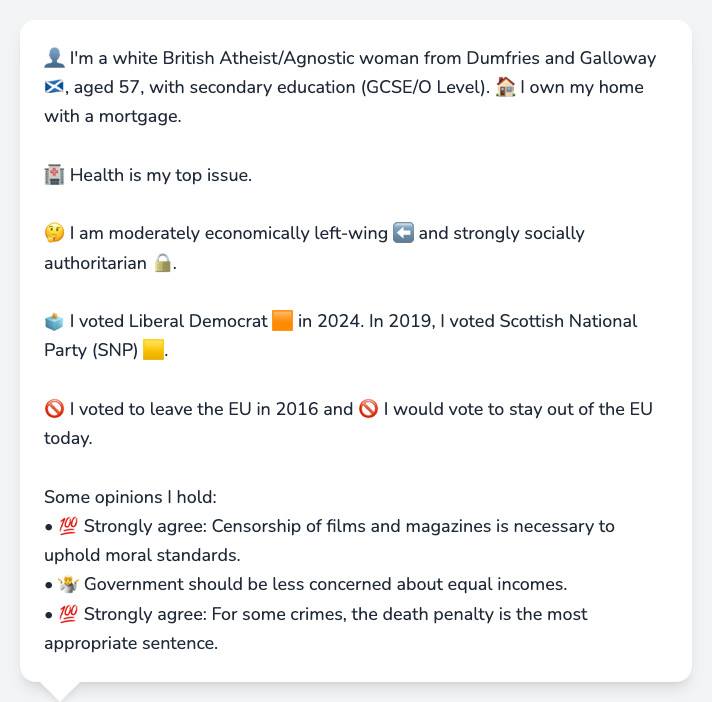 👤 I'm a white British Atheist/Agnostic woman from Dumfries and Galloway
🏴󠁧󠁢󠁳󠁣󠁴󠁿, aged 57, with secondary education (GCSE/O Level). 🏠 I own my home
with a mortgage.
🏥 Health is my top issue.
🤔 I am moderately economically left-wing ⬅️ and strongly socially
authoritarian 🔒.
🗳️ I voted Liberal Democrat 🟧 in 2024. In 2019, I voted Scottish National
Party (SNP) 🟨.
🚫 I voted to leave the EU in 2016 and 🚫 I would vote to stay out of the EU
today.
Some opinions I hold:
• 💯 Strongly agree: Censorship of films and magazines is necessary to
uphold moral standards.
• 🤷 Government should be less concerned about equal incomes.
• 💯 Strongly agree: For some crimes, the death penalty is the most
appropriate sentence.